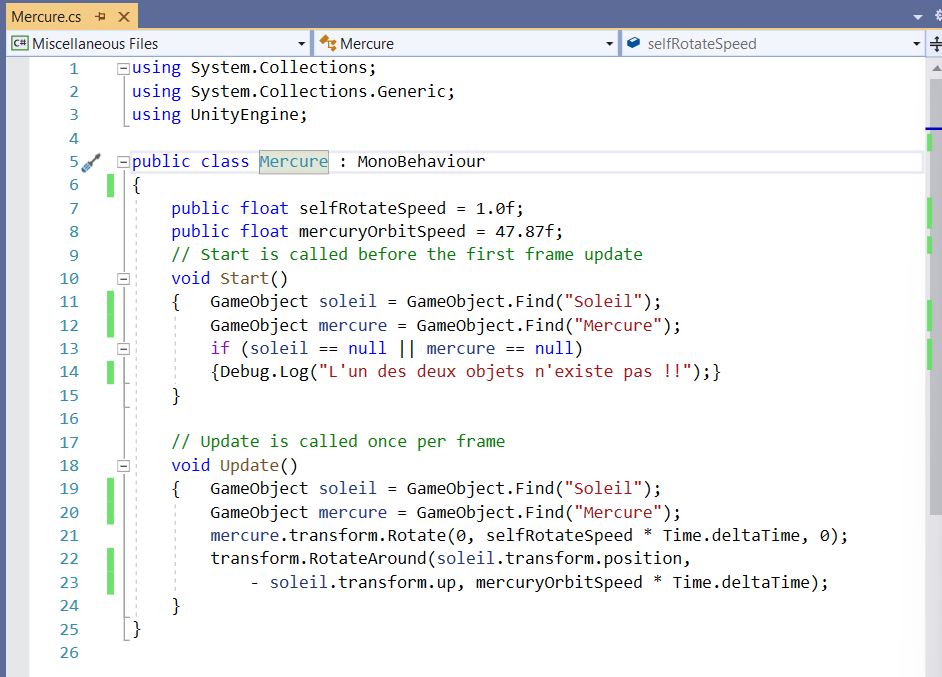 Mercure.cs
C# Miscellaneous Files Mercure selfRotateSpeed
1 using System.Collections;
2 using System.Collections.Generic;
3 using UnityEngine;
4
5 public class Mercure : MonoBehaviour
6 {
7 public float selfRotateSpeed = 1.0f;
8 public float mercuryOrbitSpeed = 47.87f;
9 // Start is called before the first frame update
10 void Start()
11 { GameObject soleil = GameObject.Find("Soleil");
12 GameObject mercure = GameObject.Find("Mercure");
13 if (soleil == null || mercure == null)
14 {Debug.Log("L'un des deux objets n'existe pas !!");}
15 }
16
17 // Update is called once per frame
18 void Update()
19 { GameObject soleil = GameObject.Find("Soleil");
20 GameObject mercure = GameObject.Find("Mercure");
21 mercure.transform.Rotate(0, selfRotateSpeed * Time.deltaTime, 0);
22 transform.RotateAround(soleil.transform.position,
23 - soleil.transform.up, mercuryOrbitSpeed * Time.deltaTime);
24 }
25 }
26